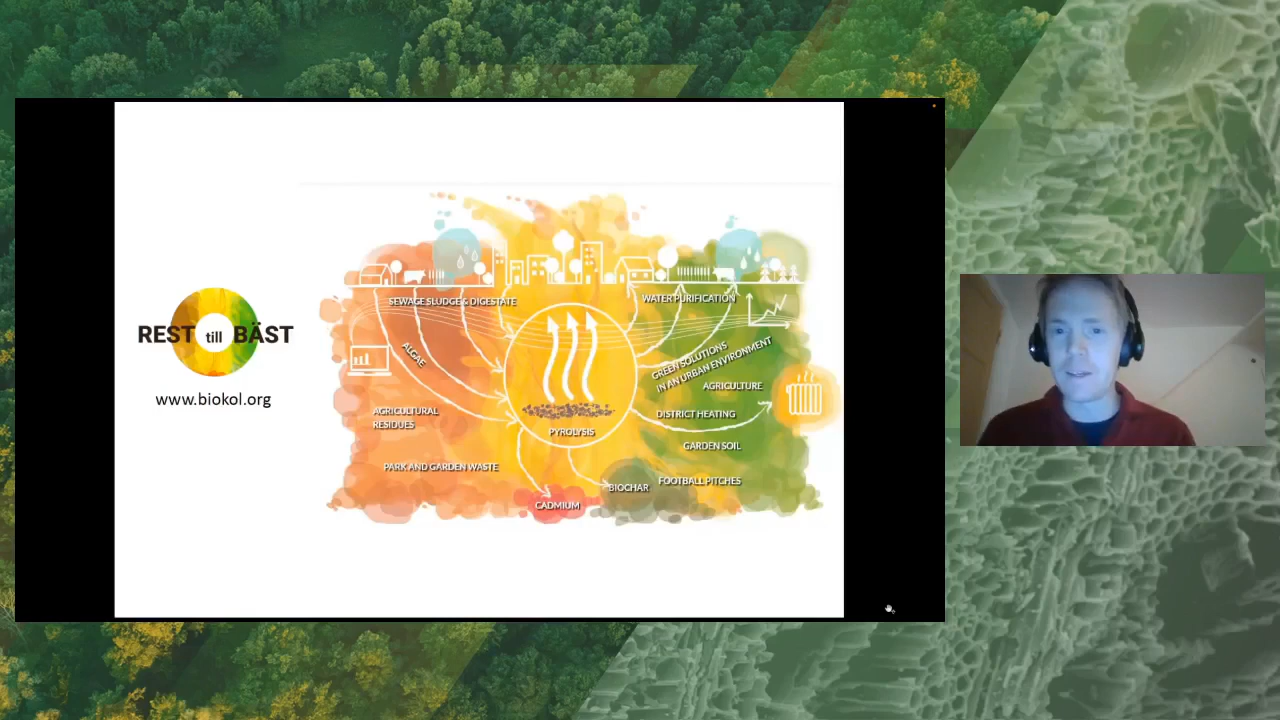 REST till BÄST
www.biokol.org
SEWAGE SLUDGE & DIGESTATE
WATER PURIFICATION
ALGAE
GREEN SOLUTIONS
IN AN URBAN ENVIRONMENT
AGRICULTURE
AGRICULTURAL
RESIDUES
DISTRICT HEATING
PYROLYSIS
GARDEN SOIL
PARK AND GARDEN WASTE
FOOTBALL PITCHES
BIOCHAR
CADMIUM